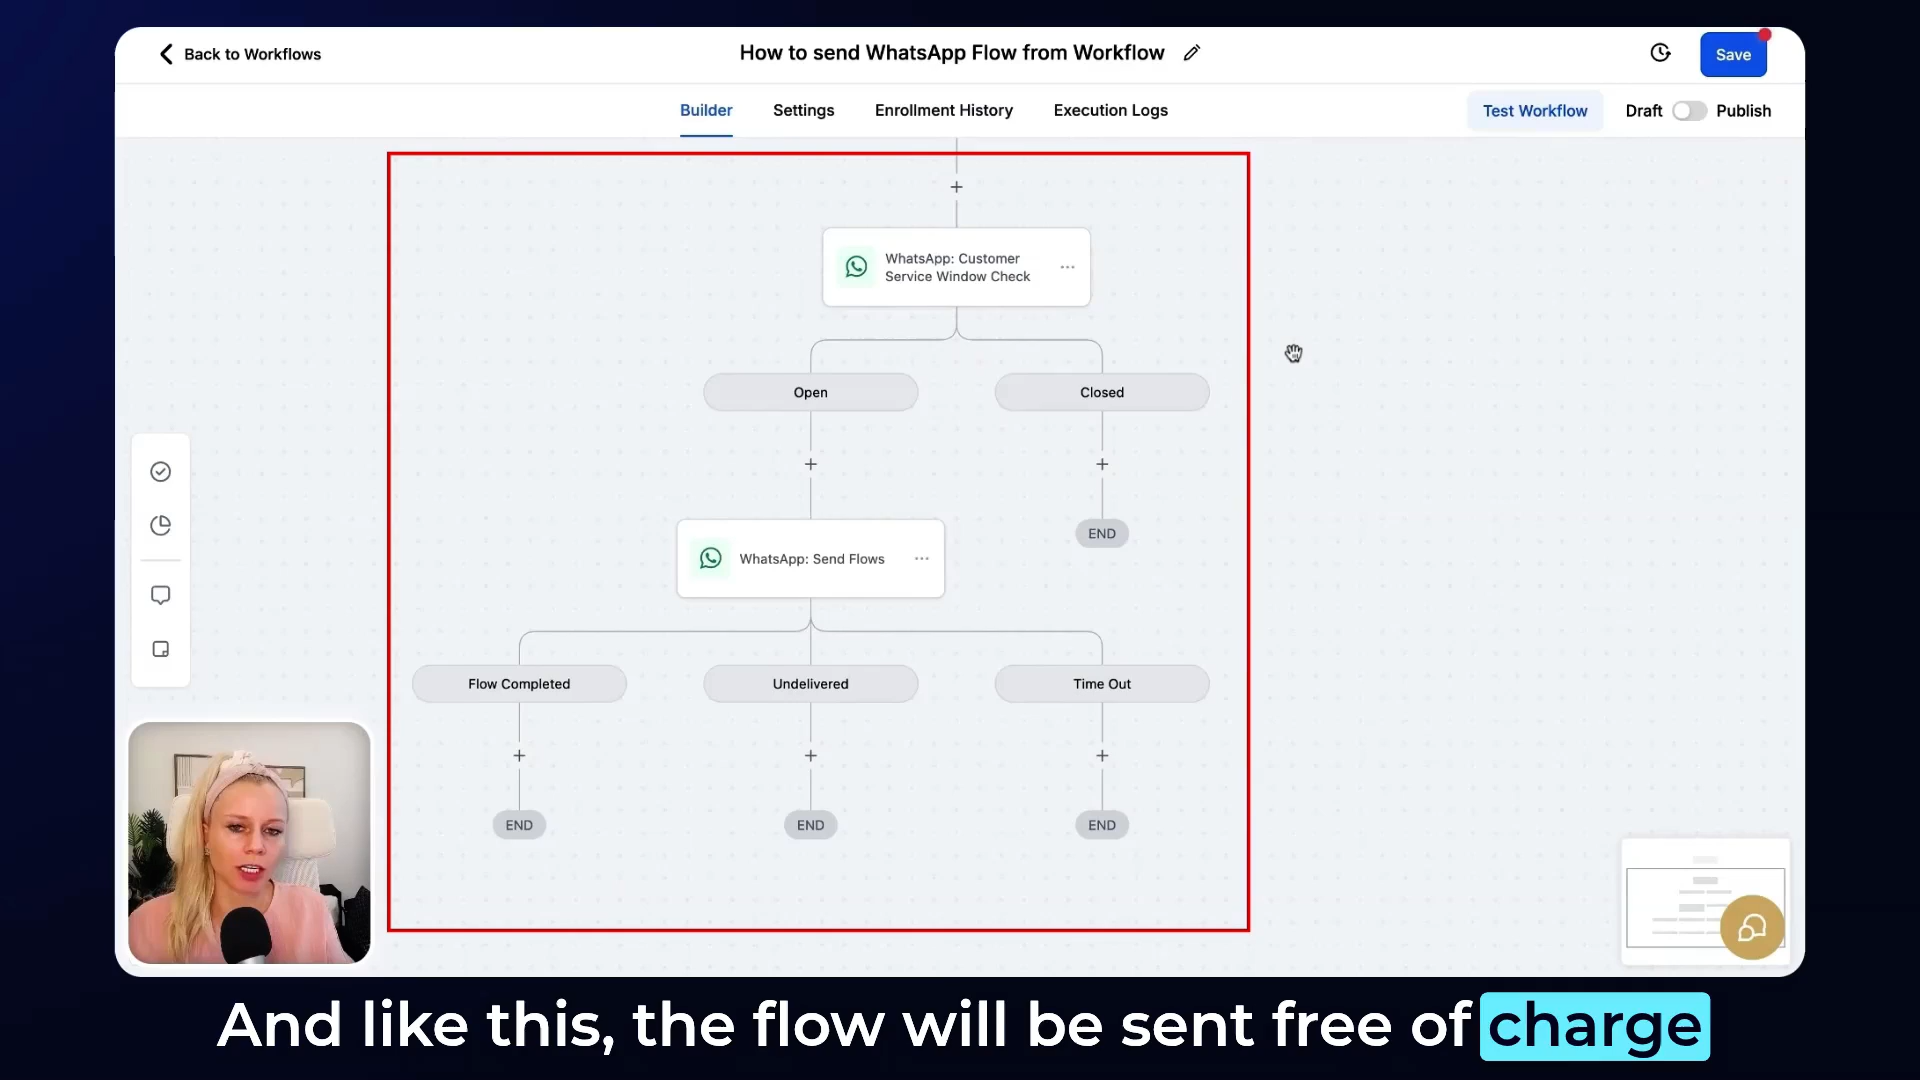 Back to Workflows
How to send WhatsApp Flow from Workflow
Save
Builder
Settings
Enrollment History
Execution Logs
Test Workflow
Draft
Publish
WhatsApp: Customer
Service Window Check
Open
Closed
END
WhatsApp: Send Flows
Flow Completed
Undelivered
Time Out
END
END
END
And like this, the flow will be sent free of charge